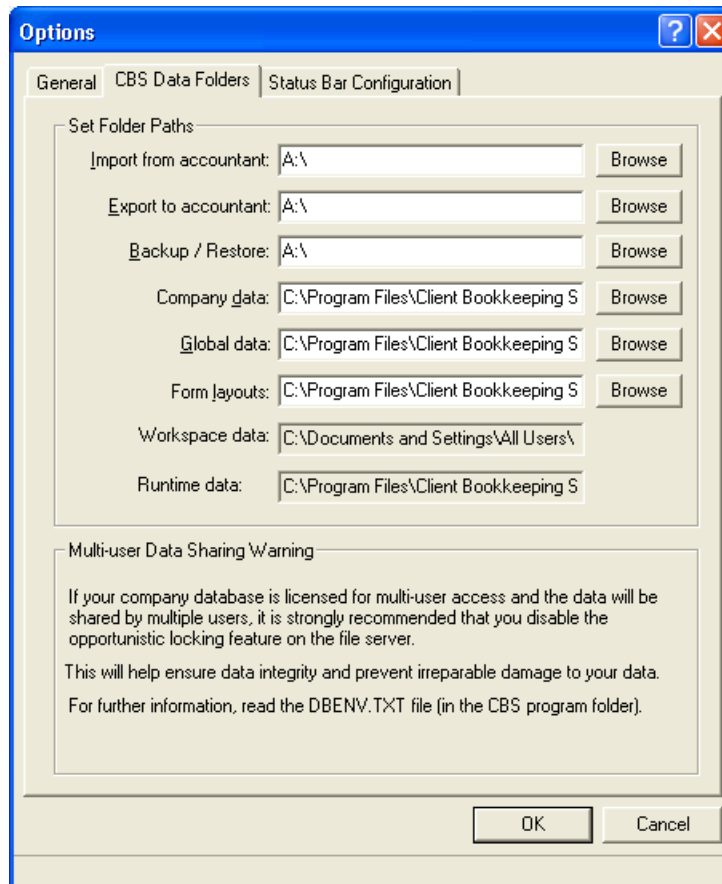 Options
General CBS Data Folders Status Bar Configuration
Set Folder Paths
Import from accountant: A:\ Browse
Export to accountant: A:\ Browse
Backup / Restore: A:\ Browse
Company data: C:\Program Files\Client Bookkeeping S Browse
Global data: C:\Program Files\Client Bookkeeping S Browse
Form layouts: C:\Program Files\Client Bookkeeping S Browse
Workspace data: C:\Documents and Settings\All Users\
Runtime data: C:\Program Files\Client Bookkeeping S
Multi-user Data Sharing Warning
If your company database is licensed for multi-user access and the data will be
shared by multiple users, it is strongly recommended that you disable the
opportunistic locking feature on the file server.
This will help ensure data integrity and prevent irreparable damage to your data.
For further information, read the DBENV.TXT file (in the CBS program folder).
OK Cancel